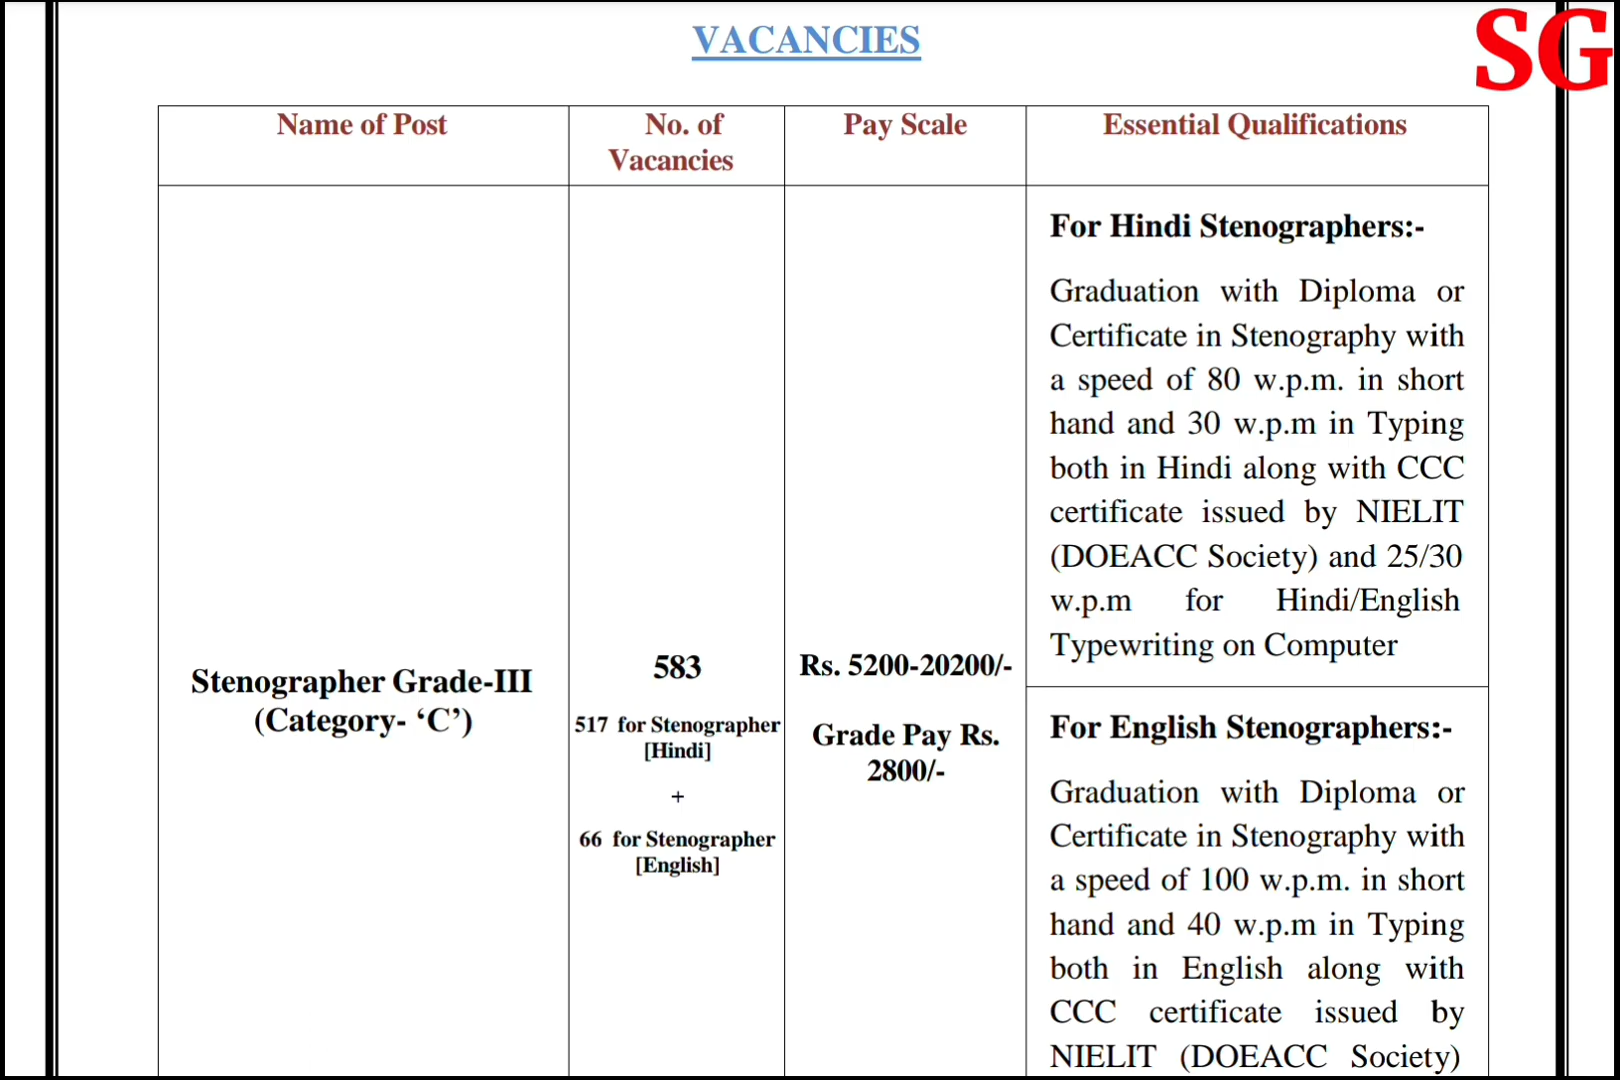 VACANCIES
SG
Name of Post
No. of
Vacancies
Pay Scale
Essential Qualifications
Stenographer Grade-III
(Category- ‘C’)
583
517 for Stenographer
[Hindi]
+
66 for Stenographer
[English]
Rs. 5200-20200/-
Grade Pay Rs.
2800/-
For Hindi Stenographers:-
Graduation with Diploma or
Certificate in Stenography with
a speed of 80 w.p.m. in short
hand and 30 w.p.m in Typing
both in Hindi along with CCC
certificate issued by NIELIT
(DOEACC Society) and 25/30
w.p.m for Hindi/English
Typewriting on Computer
For English Stenographers:-
Graduation with Diploma or
Certificate in Stenography with
a speed of 100 w.p.m. in short
hand and 40 w.p.m in Typing
both in English along with
CCC certificate issued by
NIELIT (DOEACC Society)